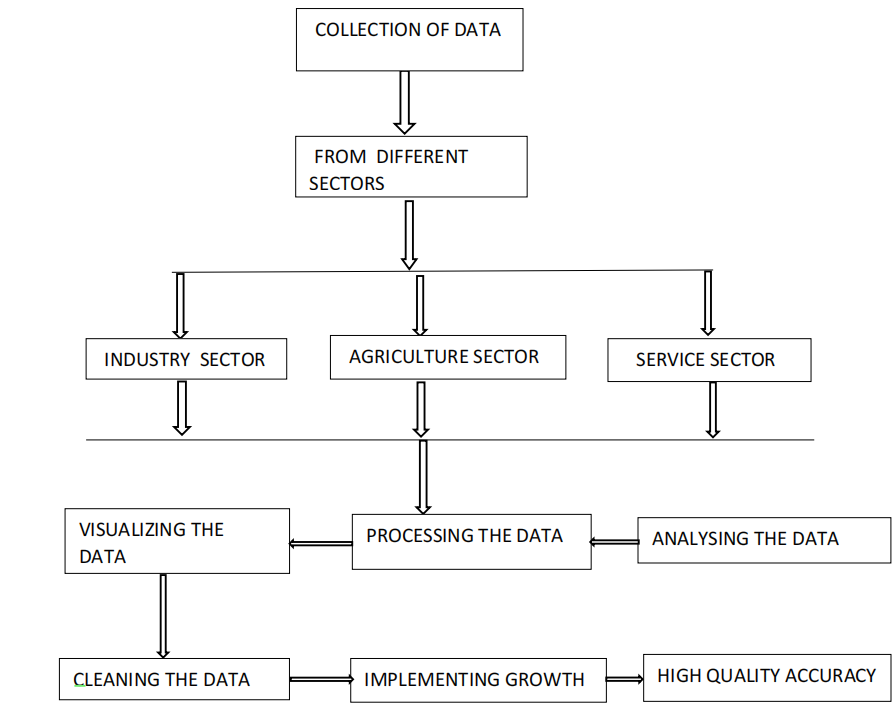 COLLECTION OF DATA
FROM DIFFERENT
SECTORS
INDUSTRY SECTOR
AGRICULTURE SECTOR
SERVICE SECTOR
VISUALIZING THE
DATA
PROCESSING THE DATA
ANALYSING THE DATA
CLEANING THE DATA
IMPLEMENTING GROWTH
HIGH QUALITY ACCURACY